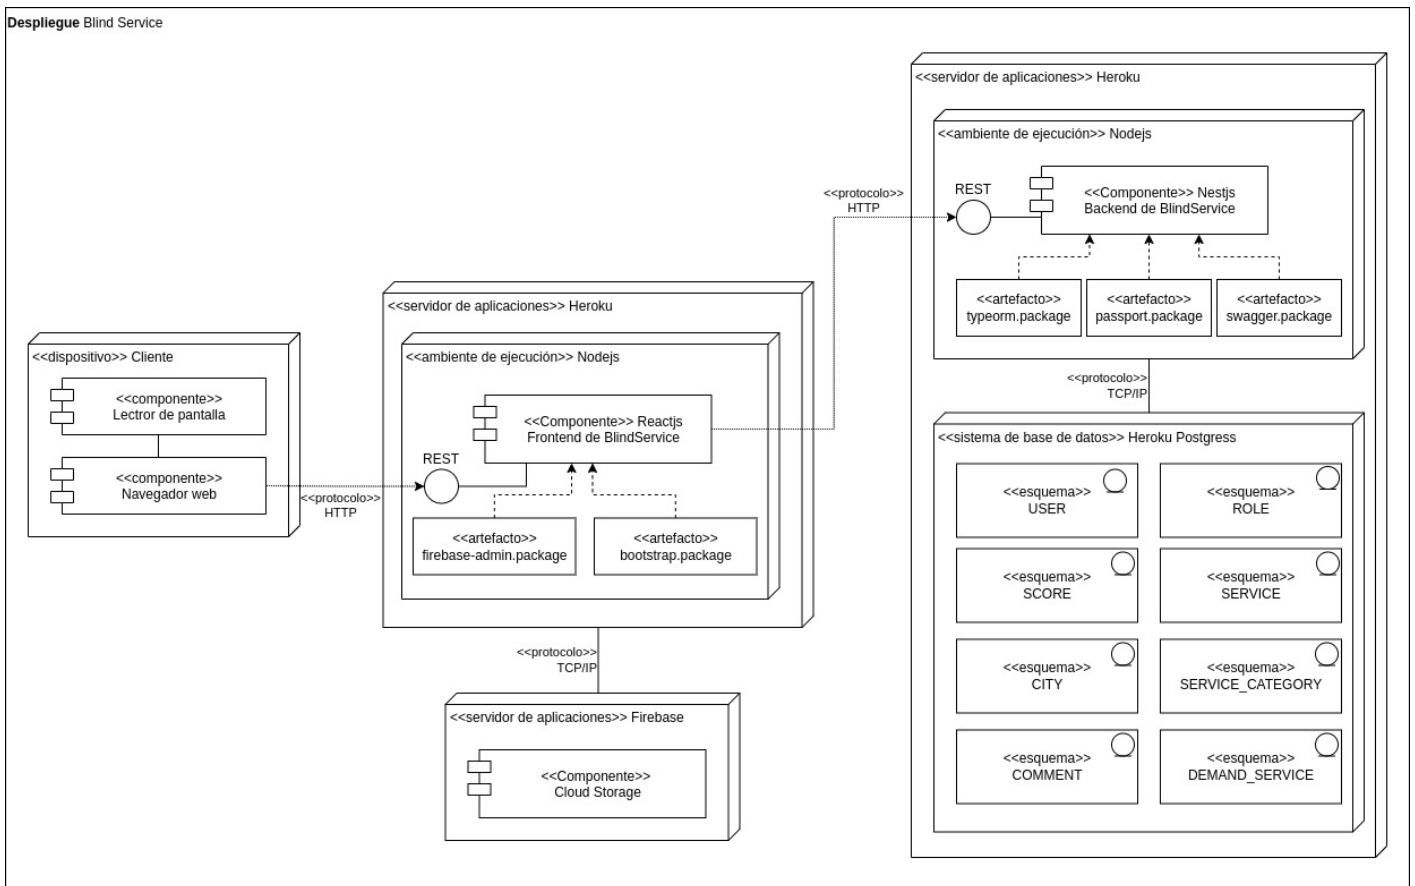 Despliegue Blind Service
<<dispositivo>> Cliente
<<componente>>
Lectror de pantalla
<<componente>>
Navegador web
<<protocolo>>
HTTP
<<servidor de aplicaciones>> Heroku
<<ambiente de ejecución>> Nodejs
<<Componente>> Reactjs
Frontend de BlindService
REST
<<artefacto>>
firebase-admin.package
<<artefacto>>
bootstrap.package
<<protocolo>>
TCP/IP
<<servidor de aplicaciones>> Firebase
<<Componente>>
Cloud Storage
<<protocolo>>
HTTP
<<servidor de aplicaciones>> Heroku
<<ambiente de ejecución>> Nodejs
REST
<<Componente>> Nestjs
Backend de BlindService
<<artefacto>>
typeorm.package
<<artefacto>>
passport.package
<<artefacto>>
swagger.package
<<protocolo>>
TCP/IP
<<sistema de base de datos>> Heroku Postgress
<<esquema>>
USER
<<esquema>>
ROLE
<<esquema>>
SCORE
<<esquema>>
SERVICE
<<esquema>>
CITY
<<esquema>>
SERVICE_CATEGORY
<<esquema>>
COMMENT
<<esquema>>
DEMAND_SERVICE